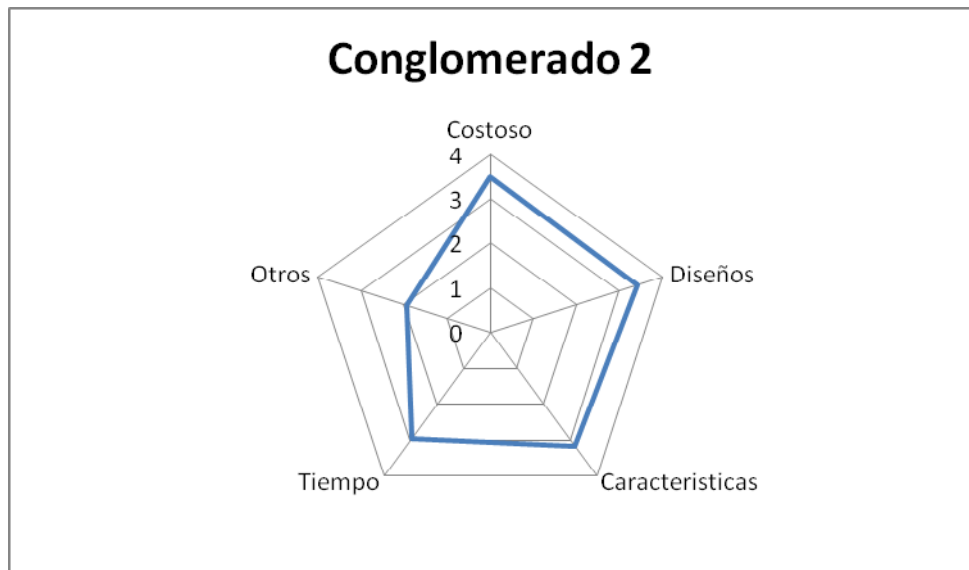 Conglomerado 2
Costoso
4
3
2
1
0
Diseños
Caracteristicas
Tiempo
Otros